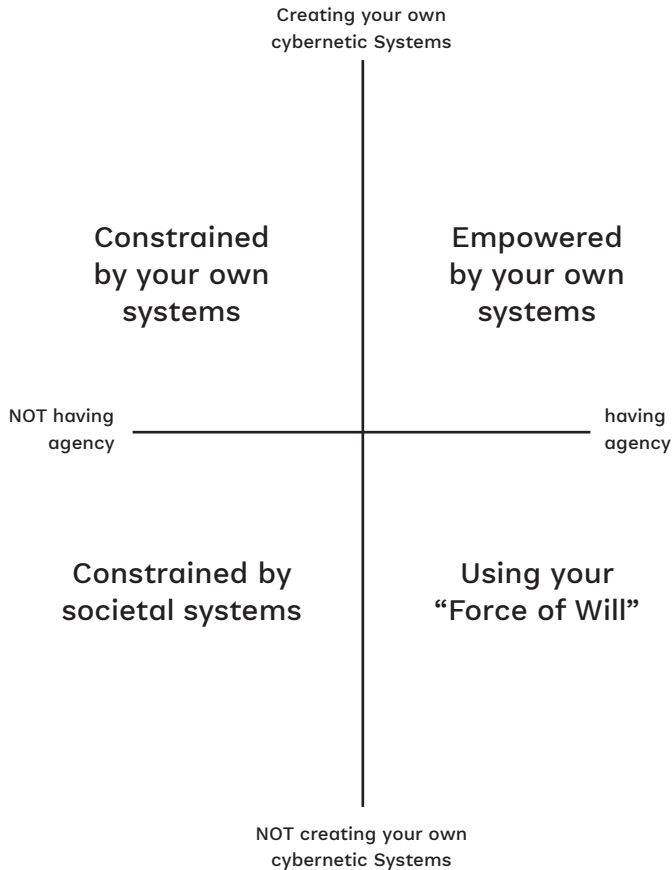 Creating your own
cybernetic Systems
Constrained
by your own
systems
Empowered
by your own
systems
NOT having
agency
having
agency
Constrained by
societal systems
Using your
“Force of Will”
NOT creating your own
cybernetic Systems